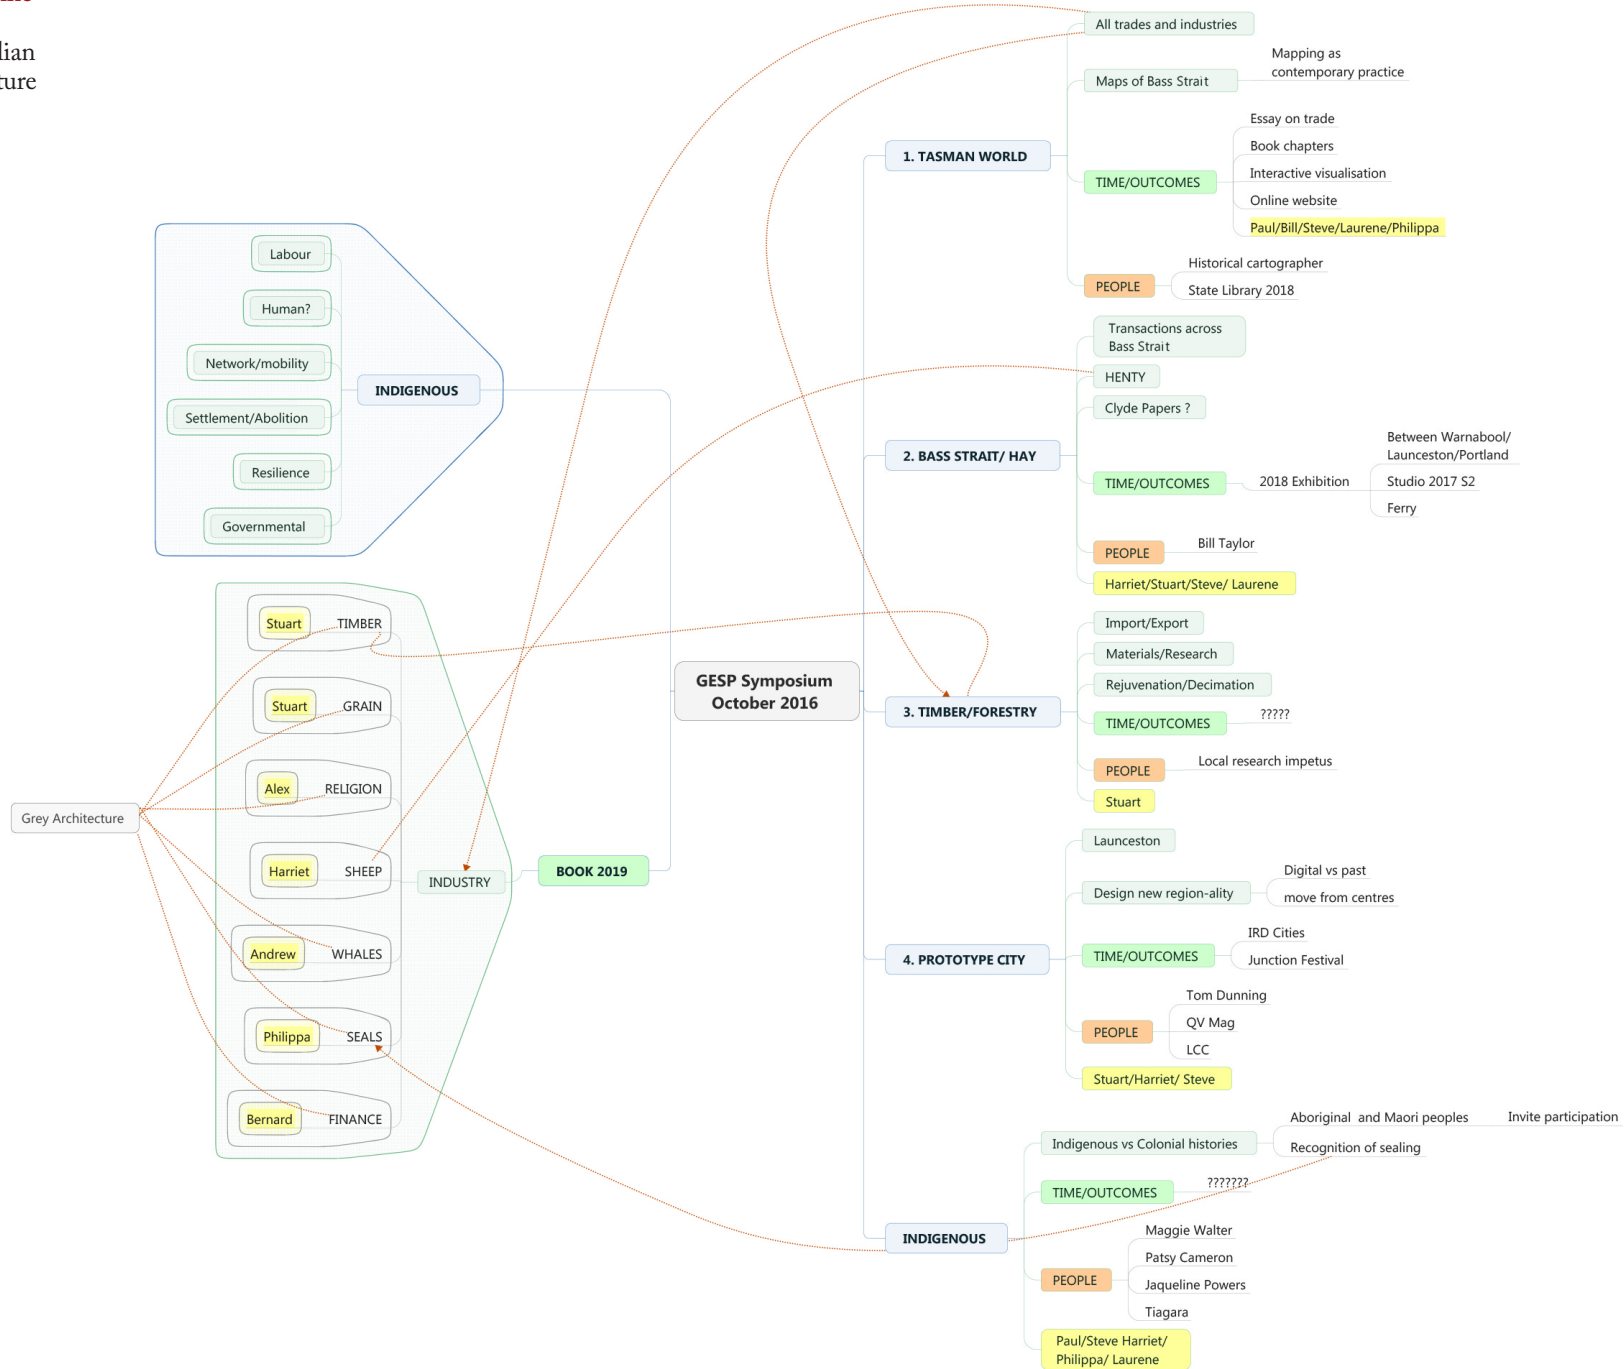 lian
ture
Labour
Human?
Network/mobility
Settlement/Abolition
Resilience
Governmental
INDIGENOUS
Stuart
TIMBER
Stuart
GRAIN
Alex
RELIGION
Harriet
SHEEP
Andrew
WHALES
Philippa
SEALS
Bernard
FINANCE
Grey Architecture
INDUSTRY
BOOK 2019
GESP Symposium
October 2016
1. TASMAN WORLD
All trades and industries
Maps of Bass Strait
Mapping as
contemporary practice
TIME/OUTCOMES
Essay on trade
Book chapters
Interactive visualisation
Online website
Paul/Bill/Steve/Laurene/Philippa
PEOPLE
Historical cartographer
State Library 2018
2. BASS STRAIT/ HAY
Transactions across
Bass Strait
HENTY
Clyde Papers ?
TIME/OUTCOMES
2018 Exhibition
Between Warnabool/
Launceston/Portland
Studio 2017 S2
Ferry
PEOPLE
Bill Taylor
Harriet/Stuart/Steve/ Laurene
3. TIMBER/FORESTRY
Import/Export
Materials/Research
Rejuvenation/Decimation
TIME/OUTCOMES
?????
PEOPLE
Local research impetus
Stuart
4. PROTOTYPE CITY
Launceston
Design new region-ality
Digital vs past
move from centres
TIME/OUTCOMES
IRD Cities
Junction Festival
PEOPLE
Tom Dunning
QV Mag
LCC
Stuart/Harriet/ Steve
INDIGENOUS
Indigenous vs Colonial histories
Aboriginal  and Maori peoples
Invite participation
Recognition of sealing
TIME/OUTCOMES
???????
PEOPLE
Maggie Walter
Patsy Cameron
Jaqueline Powers
Tiagara
Paul/Steve Harriet/
Philippa/ Laurene